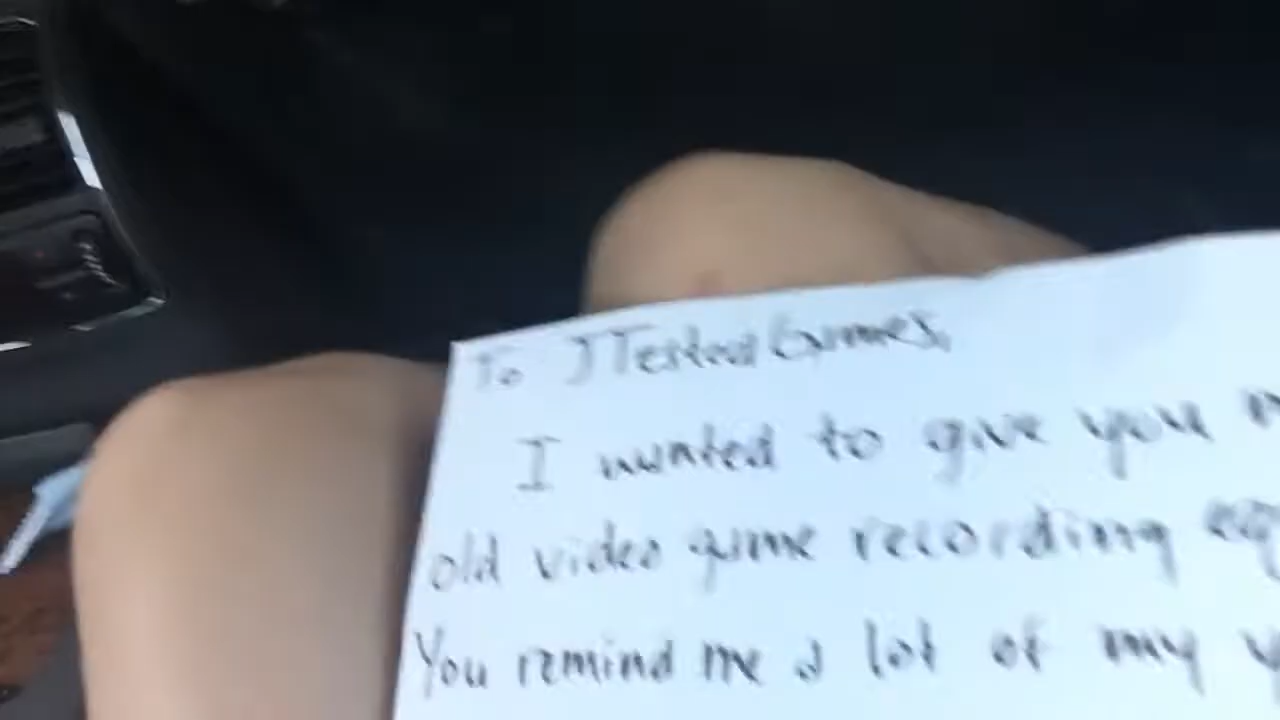 To JTestedGames,
I wanted to give you
old video game recording
You remind me a lot of my